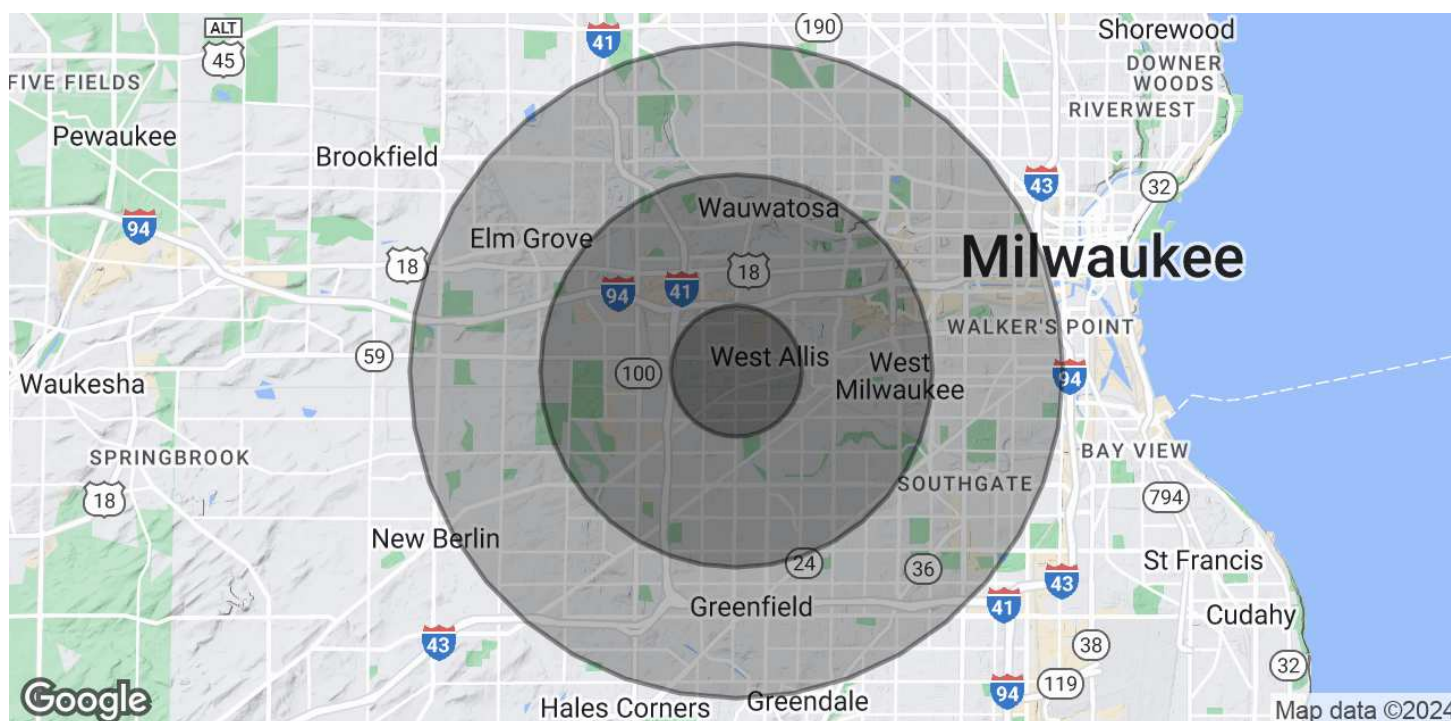 190
Shorewood
ALT
45
41
DOWNER
WOODS
FIVE FIELDS
RIVERWEST
Pewaukee
Brookfield
43
32
Wauwatosa
94
Elm Grove
Milwaukee
18
18
94
41
WALKER'S POINT
59
West Allis
100
West
Milwaukee
94
Waukesha
SPRINGBROOK
BAY VIEW
18
SOUTHGATE
794
New Berlin
24
36
St Francis
43
41
Greenfield
Cudahy
43
38
32
119
94
Google
Hales Corners
Greendale
Map data ©2024